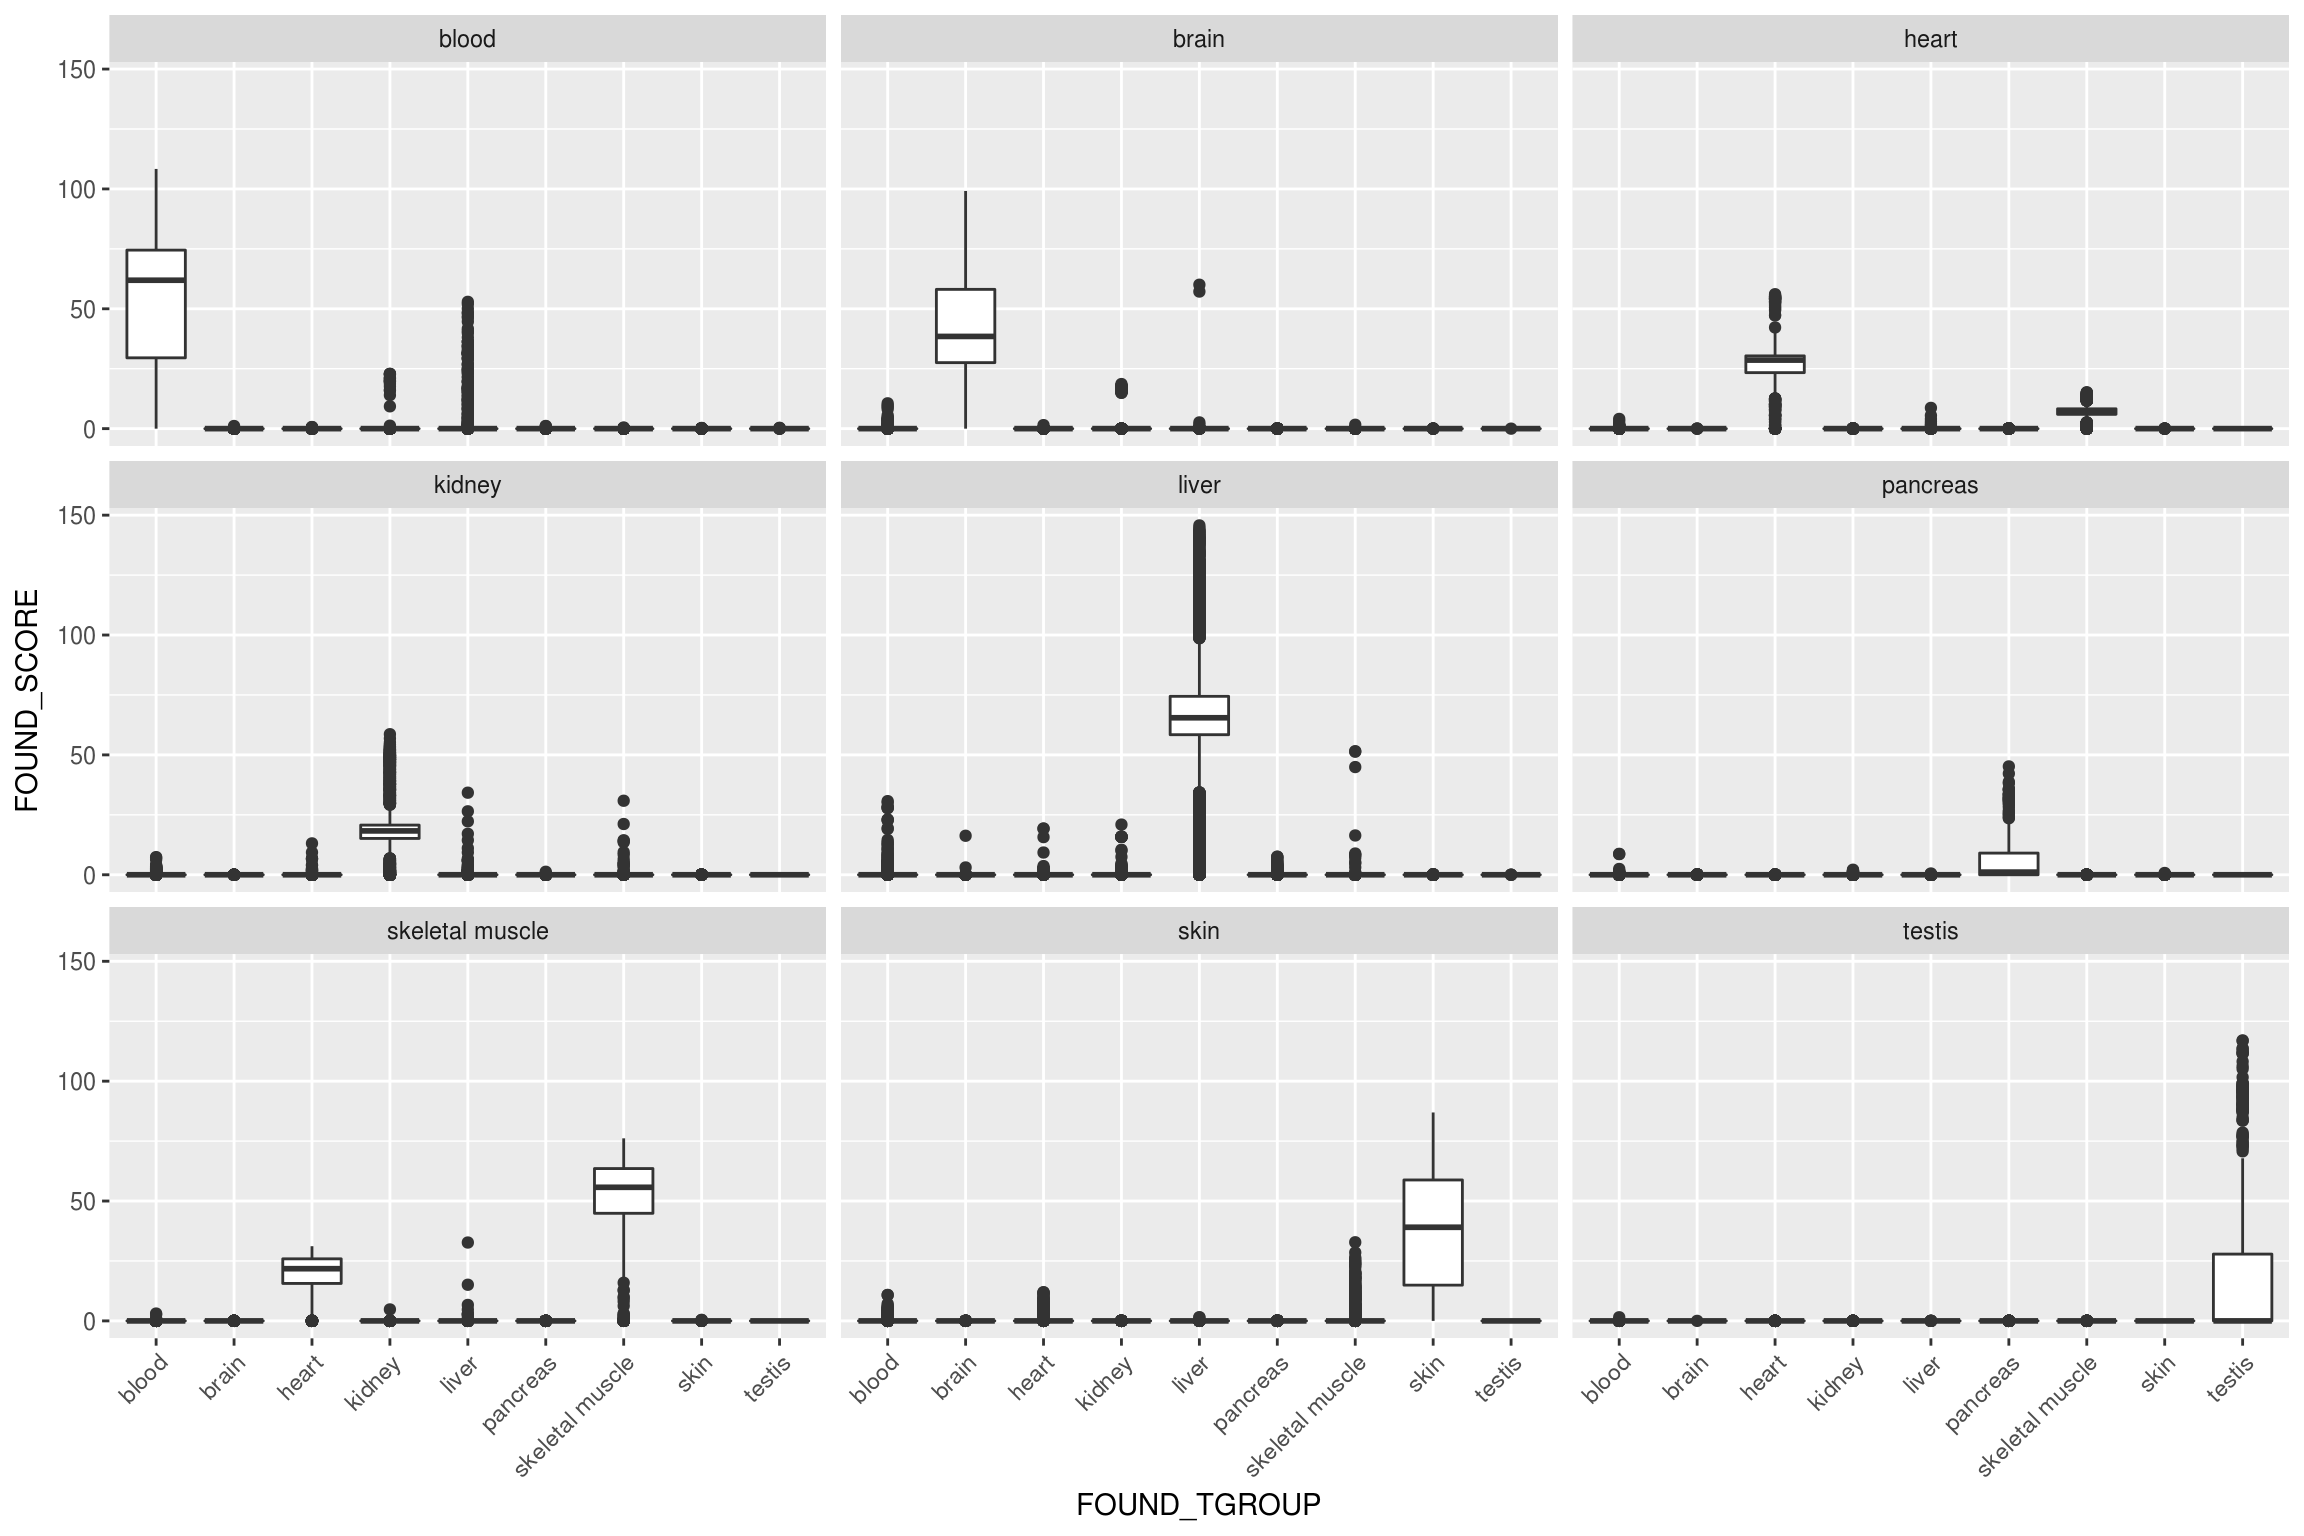 blood
brain
heart
150
100
50
0
kidney
liver
pancreas
150
100
50
0
skeletal muscle
skin
testis
150
100
50
0
FOUND_SCORE
blood
brain
heart
kidney
liver
pancreas
skeletal muscle
skin
testis
blood
brain
heart
kidney
liver
pancreas
skeletal muscle
skin
testis
blood
brain
heart
kidney
liver
pancreas
skeletal muscle
skin
testis
FOUND_TGROUP